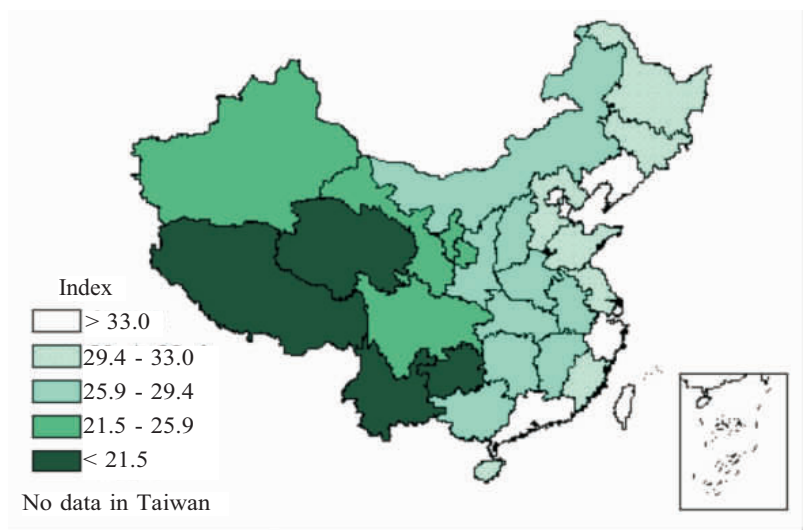 Index
> 33.0
29.4 - 33.0
25.9 - 29.4
21.5 - 25.9
< 21.5
No data in Taiwan